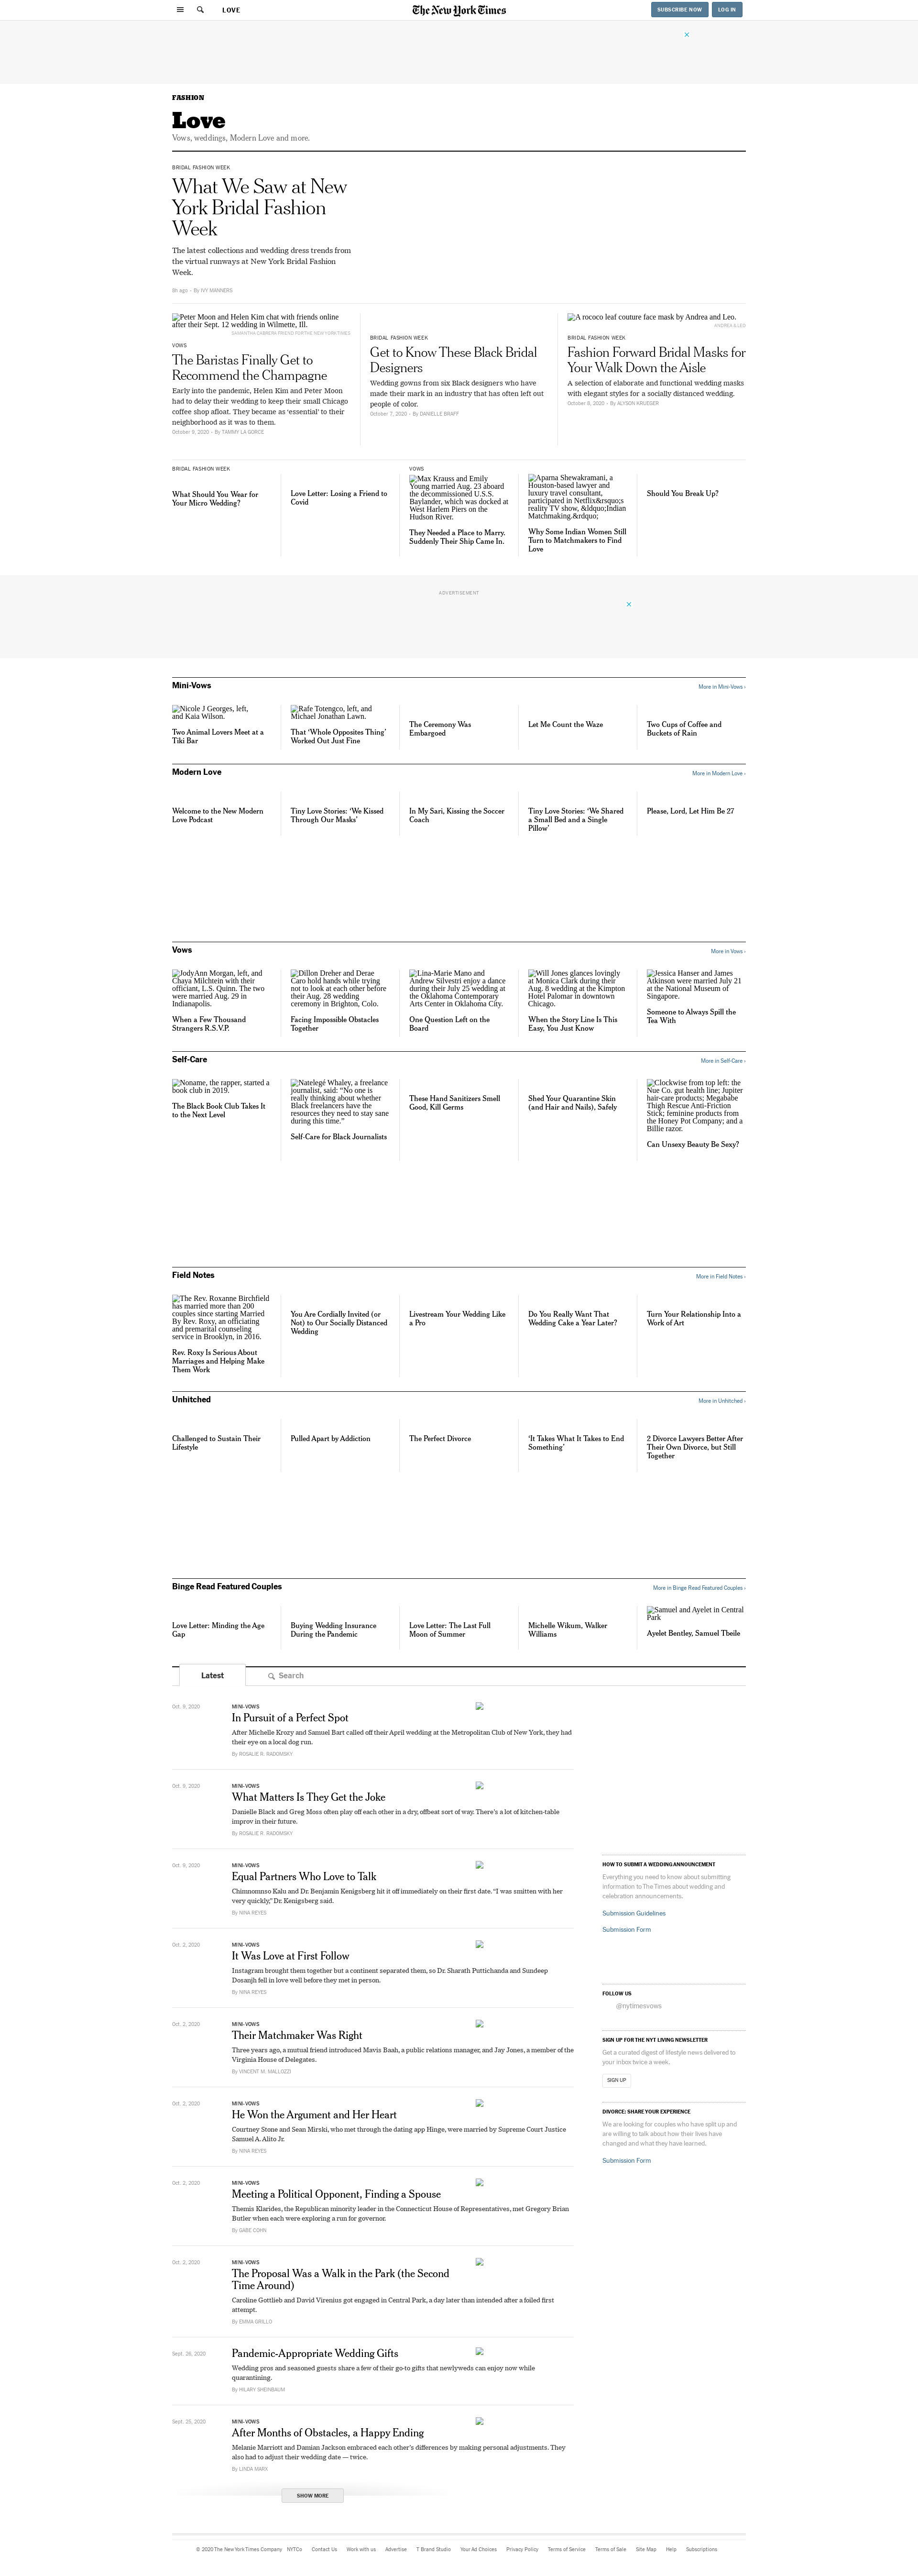 LOVE
The New York Times
SUBSCRIBE NOW
LOG IN
FASHION
Love
Vows, weddings, Modern Love and more.
BRIDAL FASHION WEEK
What We Saw at New
York Bridal Fashion
Week
The latest collections and wedding dress trends from
the virtual runways at New York Bridal Fashion
Week.
8h ago - By IVY MANNERS
Peter Moon and Helen Kim chat with friends online
after their Sept. 12 wedding in Wilmette, Ill.
SAMANTHA CABRERA FRIEND FOR THE NEW YORK TIMES
VOWS
The Baristas Finally Get to
Recommend the Champagne
Early into the pandemic, Helen Kim and Peter Moon
had to delay their wedding to keep their small Chicago
coffee shop afloat. They became as ‘essential’ to their
neighborhood as it was to them.
October 9, 2020 - By TAMMY LA GORCE
BRIDAL FASHION WEEK
Get to Know These Black Bridal
Designers
Wedding gowns from six Black designers who have
made their mark in an industry that has often left out
people of color.
October 7, 2020 - By DANIELLE BRAFF
A rococo leaf couture face mask by Andrea and Leo.
ANDREA & LEO
BRIDAL FASHION WEEK
Fashion Forward Bridal Masks for
Your Walk Down the Aisle
A selection of elaborate and functional wedding masks
with elegant styles for a socially distanced wedding.
October 9, 2020 - By ALYSON KRUEGER
BRIDAL FASHION WEEK
What Should You Wear for
Your Micro Wedding?
Love Letter: Losing a Friend to
Covid
VOWS
Max Krauss and Emily
Young married Aug. 23 aboard
the decommissioned U.S.S.
Baylander, which was docked at
West Harlem Piers on the
Hudson River.
They Needed a Place to Marry.
Suddenly Their Ship Came In.
Aparna Shewakramani, a
Houston-based lawyer and
luxury travel consultant,
participated in Netflix&rsquo;s
reality TV show, &ldquo;Indian
Matchmaking.&rdquo;
Why Some Indian Women Still
Turn to Matchmakers to Find
Love
Should You Break Up?
ADVERTISEMENT
Mini-Vows
More in Mini-Vows ›
Nicole J Georges, left,
and Kaia Wilson.
Two Animal Lovers Meet at a
Tiki Bar
Rafe Totengco, left, and
Michael Jonathan Lawn.
That ‘Whole Opposites Thing’
Worked Out Just Fine
The Ceremony Was
Embargoed
Let Me Count the Waze
Two Cups of Coffee and
Buckets of Rain
Modern Love
More in Modern Love ›
Welcome to the New Modern
Love Podcast
Tiny Love Stories: ‘We Kissed
Through Our Masks’
In My Sari, Kissing the Soccer
Coach
Tiny Love Stories: ‘We Shared
a Small Bed and a Single
Pillow’
Please, Lord, Let Him Be 27
Vows
More in Vows ›
JodyAnn Morgan, left, and
Chaya Milchtein with their
officiant, L.S. Quinn. The two
were married Aug. 29 in
Indianapolis.
When a Few Thousand
Strangers R.S.V.P.
Dillon Dreher and Derae
Caro hold hands while trying
not to look at each other before
their Aug. 28 wedding
ceremony in Brighton, Colo.
Facing Impossible Obstacles
Together
Lina-Marie Mano and
Andrew Silvestri enjoy a dance
during their July 25 wedding at
the Oklahoma Contemporary
Arts Center in Oklahoma City.
One Question Left on the
Board
Will Jones glances lovingly
at Monica Clark during their
Aug. 8 wedding at the Kimpton
Hotel Palomar in downtown
Chicago.
When the Story Line Is This
Easy, You Just Know
Jessica Hanser and James
Atkinson were married July 21
at the National Museum of
Singapore.
Someone to Always Spill the
Tea With
Self-Care
More in Self-Care ›
Noname, the rapper, started a
book club in 2019.
The Black Book Club Takes It
to the Next Level
Natelegé Whaley, a freelance
journalist, said: “No one is
really thinking about whether
Black freelancers have the
resources they need to stay sane
during this time.”
Self-Care for Black Journalists
These Hand Sanitizers Smell
Good, Kill Germs
Shed Your Quarantine Skin
(and Hair and Nails), Safely
Clockwise from top left: the
Nue Co. gut health line; Jupiter
hair-care products; Megababe
Thigh Rescue Anti-Friction
Stick; feminine products from
the Honey Pot Company; and a
Billie razor.
Can Unsexy Beauty Be Sexy?
Field Notes
More in Field Notes ›
The Rev. Roxanne Birchfield
has married more than 200
couples since starting Married
By Rev. Roxy, an officiating
and premarital counseling
service in Brooklyn, in 2016.
Rev. Roxy Is Serious About
Marriages and Helping Make
Them Work
You Are Cordially Invited (or
Not) to Our Socially Distanced
Wedding
Livestream Your Wedding Like
a Pro
Do You Really Want That
Wedding Cake a Year Later?
Turn Your Relationship Into a
Work of Art
Unhitched
More in Unhitched ›
Challenged to Sustain Their
Lifestyle
Pulled Apart by Addiction
The Perfect Divorce
‘It Takes What It Takes to End
Something’
2 Divorce Lawyers Better After
Their Own Divorce, but Still
Together
Binge Read Featured Couples
More in Binge Read Featured Couples ›
Love Letter: Minding the Age
Gap
Buying Wedding Insurance
During the Pandemic
Love Letter: The Last Full
Moon of Summer
Michelle Wikum, Walker
Williams
Samuel and Ayelet in Central
Park
Ayelet Bentley, Samuel Tbeile
Latest
Search
Oct. 9, 2020
MINI-VOWS
In Pursuit of a Perfect Spot
After Michelle Krozy and Samuel Bart called off their April wedding at the Metropolitan Club of New York, they had
their eye on a local dog run.
By ROSALIE R. RADOMSKY
Oct. 9, 2020
MINI-VOWS
What Matters Is They Get the Joke
Danielle Black and Greg Moss often play off each other in a dry, offbeat sort of way. There’s a lot of kitchen-table
improv in their future.
By ROSALIE R. RADOMSKY
Oct. 9, 2020
MINI-VOWS
Equal Partners Who Love to Talk
Chimnomnso Kalu and Dr. Benjamin Kenigsberg hit it off immediately on their first date. “I was smitten with her
very quickly,” Dr. Kenigsberg said.
By NINA REYES
Oct. 2, 2020
MINI-VOWS
It Was Love at First Follow
Instagram brought them together but a continent separated them, so Dr. Sharath Puttichanda and Sundeep
Dosanjh fell in love well before they met in person.
By NINA REYES
Oct. 2, 2020
MINI-VOWS
Their Matchmaker Was Right
Three years ago, a mutual friend introduced Mavis Baah, a public relations manager, and Jay Jones, a member of the
Virginia House of Delegates.
By VINCENT M. MALLOZZI
Oct. 2, 2020
MINI-VOWS
He Won the Argument and Her Heart
Courtney Stone and Sean Mirski, who met through the dating app Hinge, were married by Supreme Court Justice
Samuel A. Alito Jr.
By NINA REYES
Oct. 2, 2020
MINI-VOWS
Meeting a Political Opponent, Finding a Spouse
Themis Klarides, the Republican minority leader in the Connecticut House of Representatives, met Gregory Brian
Butler when each were exploring a run for governor.
By GABE COHN
Oct. 2, 2020
MINI-VOWS
The Proposal Was a Walk in the Park (the Second
Time Around)
Caroline Gottlieb and David Virenius got engaged in Central Park, a day later than intended after a foiled first
attempt.
By EMMA GRILLO
Sept. 26, 2020
Pandemic-Appropriate Wedding Gifts
Wedding pros and seasoned guests share a few of their go-to gifts that newlyweds can enjoy now while
quarantining.
By HILARY SHEINBAUM
Sept. 25, 2020
MINI-VOWS
After Months of Obstacles, a Happy Ending
Melanie Marriott and Damian Jackson embraced each other’s differences by making personal adjustments. They
also had to adjust their wedding date — twice.
By LINDA MARX
SHOW MORE
HOW TO SUBMIT A WEDDING ANNOUNCEMENT
Everything you need to know about submitting
information to The Times about wedding and
celebration announcements.
Submission Guidelines
Submission Form
FOLLOW US
@nytimesvows
SIGN UP FOR THE NYT LIVING NEWSLETTER
Get a curated digest of lifestyle news delivered to
your inbox twice a week.
SIGN UP
DIVORCE: SHARE YOUR EXPERIENCE
We are looking for couples who have split up and
are willing to talk about how their lives have
changed and what they have learned.
Submission Form
© 2020 The New York Times Company NYTCo Contact Us Work with us Advertise T Brand Studio Your Ad Choices Privacy Policy Terms of Service Terms of Sale Site Map Help Subscriptions